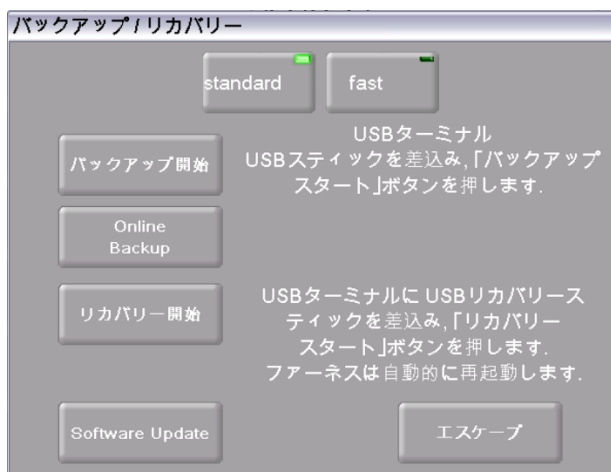 バックアップ / リカバリー
standard
fast
USBターミナル
USBスティックを差込み,「バックアップ
スタート」ボタンを押します.
バックアップ開始
Online
Backup
USBターミナルに USBリカバリース
ティックを差込み,「リカバリー
スタート」ボタンを押します.
ファーネスは自動的に再起動します.
リカバリー開始
Software Update
エスケープ